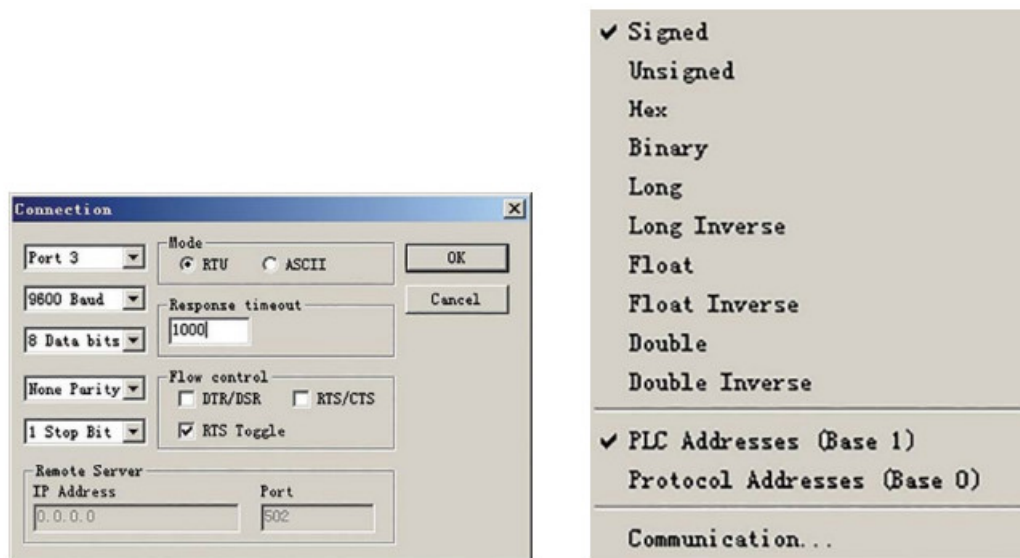 Connection
Port 3
9600 Baud
8 Data bits
None Parity
1 Stop Bit
Mode
RTU ASCII
Response timeout
1000
Flow control
DTR/DSR RTS/CTS
RTS Toggle
OK
Cancel
Remote Server
IP Address Port
0.0.0.0 502
Signed
Unsigned
Hex
Binary
Long
Long Inverse
Float
Float Inverse
Double
Double Inverse
PLC Addresses (Base 1)
Protocol Addresses (Base 0)
Communication...